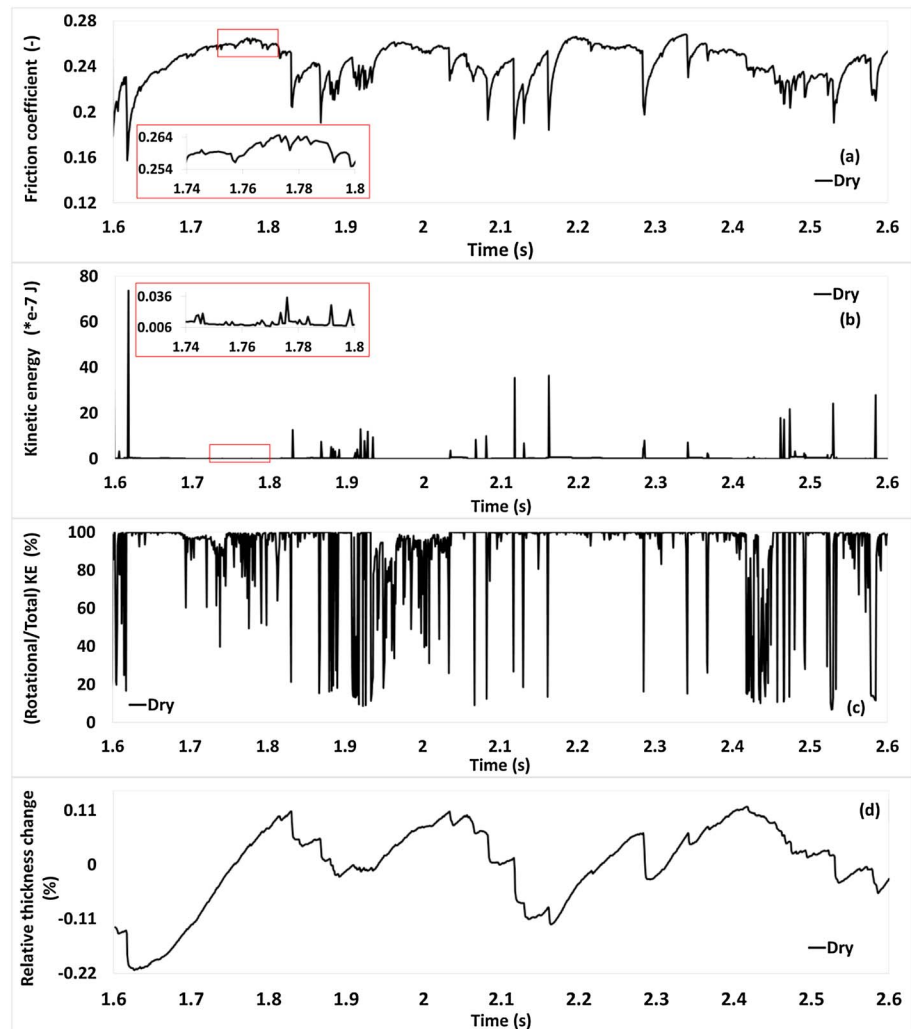 Friction coefficient (-)
0.28
0.24
0.2
0.16
0.12
0.264
0.254
1.74 1.76 1.78 1.8
(a)
Dry
1.6 1.7 1.8 1.9 2 2.1 2.2 2.3 2.4 2.5 2.6
Time (s)
Kinetic energy (*e-7 J)
80
60
40
20
0
0.036
0.006
1.74 1.76 1.78 1.8
Dry
(b)
1.6 1.7 1.8 1.9 2 2.1 2.2 2.3 2.4 2.5 2.6
Time (s)
(Rotational/Total) KE (%)
100
80
60
40
20
0
Dry
(c)
1.6 1.7 1.8 1.9 2 2.1 2.2 2.3 2.4 2.5 2.6
Time (s)
Relative thickness change
(%)
0.11
0
-0.11
-0.22
(d)
Dry
1.6 1.7 1.8 1.9 2 2.1 2.2 2.3 2.4 2.5 2.6
Time (s)